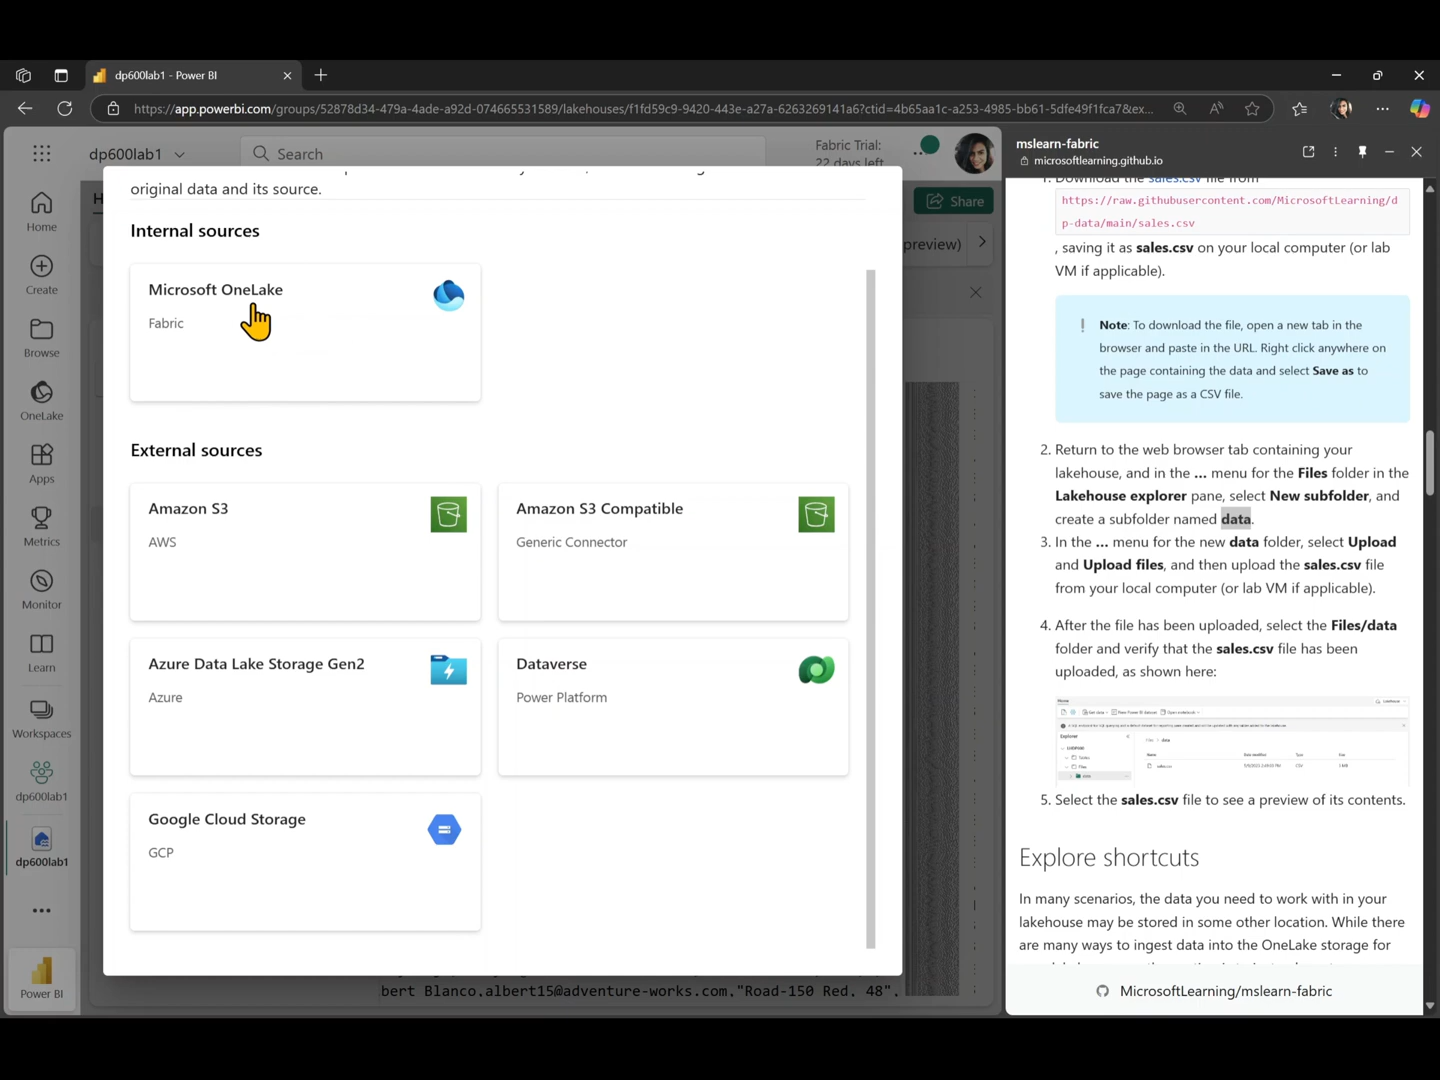 dp600lab1 - Power BI
https://app.powerbi.com/groups/52878d34-479a-4ade-a92d-074665531589/lakehouses/f1fd59c9-9420-443e-a27a-6263269141a6?ctid=4b65aa1c-a253-4985-bb61-5dfe49f1fca7&ex...
dp600lab1
Search
Fabric Trial:
22 days left
Home
Create
Browse
OneLake
Apps
Metrics
Monitor
Learn
Workspaces
dp600lab1
dp600lab1
Power BI
Share
preview)
original data and its source.
Internal sources
Microsoft OneLake
Fabric
External sources
Amazon S3
AWS
Amazon S3 Compatible
Generic Connector
Azure Data Lake Storage Gen2
Azure
Dataverse
Power Platform
Google Cloud Storage
GCP
bert Blanco,albert15@adventure-works.com,"Road-150 Red, 48",
mslearn-fabric
microsoftlearning.github.io
1. Download the sales.csv file from
https://raw.githubusercontent.com/MicrosoftLearning/d
p-data/main/sales.csv
, saving it as sales.csv on your local computer (or lab
VM if applicable).
Note: To download the file, open a new tab in the
browser and paste in the URL. Right click anywhere on
the page containing the data and select Save as to
save the page as a CSV file.
2. Return to the web browser tab containing your
lakehouse, and in the ... menu for the Files folder in the
Lakehouse explorer pane, select New subfolder, and
create a subfolder named data.
3. In the ... menu for the new data folder, select Upload
and Upload files, and then upload the sales.csv file
from your local computer (or lab VM if applicable).
4. After the file has been uploaded, select the Files/data
folder and verify that the sales.csv file has been
uploaded, as shown here:
5. Select the sales.csv file to see a preview of its contents.
Explore shortcuts
In many scenarios, the data you need to work with in your
lakehouse may be stored in some other location. While there
are many ways to ingest data into the OneLake storage for
MicrosoftLearning/mslearn-fabric